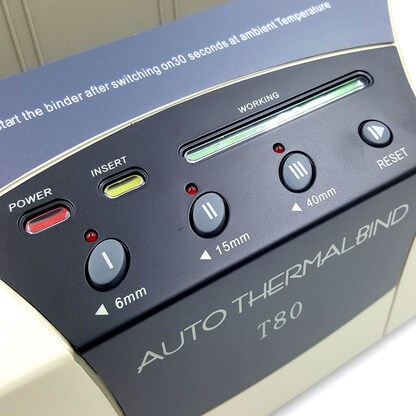 start the binder after switching on30 seconds at ambient Temperature
WORKING
INSERT
POWER
RESET
I
II
III
◀ 6mm
◀ 15mm
◀ 40mm
AUTO THERMALBIND
T80